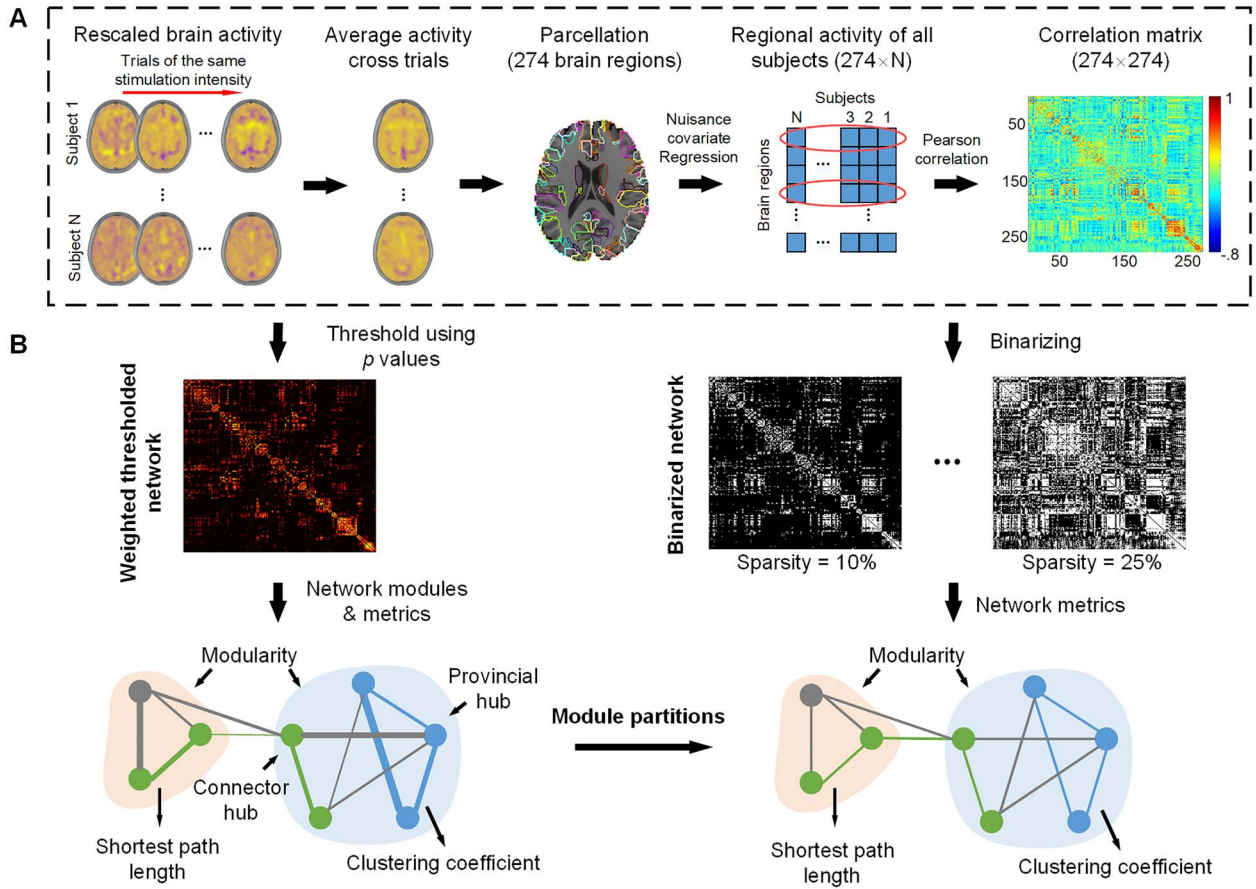 A
Rescaled brain activity
Trials of the same
stimulation intensity
Subject 1
...
Subject N
...
Average activity
cross trials
Parcellation
(274 brain regions)
Nuisance
covariate
Regression
Regional activity of all
subjects (274×N)
Subjects
N 3 2 1
Brain regions
...
...
Pearson
correlation
Correlation matrix
(274×274)
50
150
250
50 150 250
1
-.8
B
Threshold using
p values
Weighted thresholded
network
Network modules
& metrics
Binarizing
Binarized network
...
Sparsity = 10%
Sparsity = 25%
Network metrics
Modularity
Provincial
hub
Connector
hub
Shortest path
length
Clustering coefficient
Module partitions
Modularity
Shortest path
length
Clustering coefficient